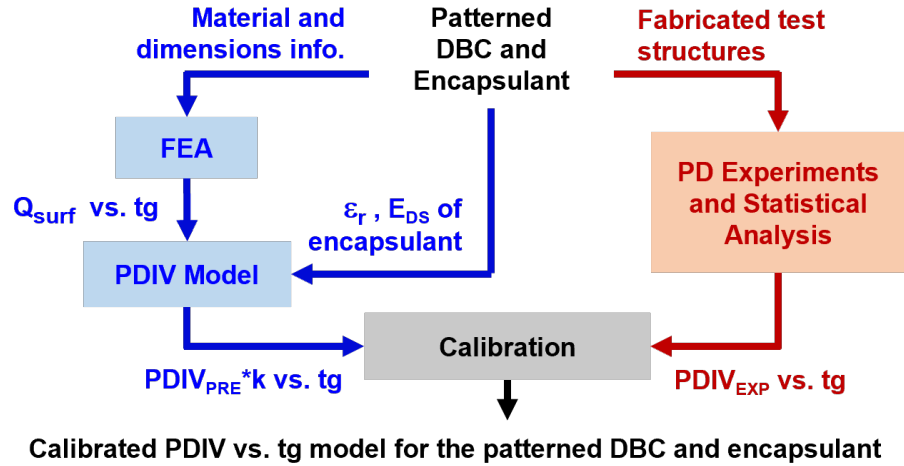 Material and
dimensions info.
Patterned
DBC and
Encapsulant
Fabricated test
structures
FEA
PD Experiments
and Statistical
Analysis
Qsurf vs. tg
εr , EDS of
encapsulant
PDIV Model
Calibration
PDIVPRE*k vs. tg
PDIVEXP vs. tg
Calibrated PDIV vs. tg model for the patterned DBC and encapsulant